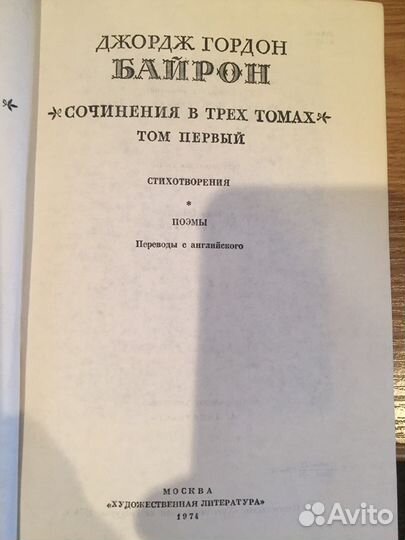 ДЖОРДЖ ГОРДОН
БАЙРОН
СОЧИНЕНИЯ В ТРЕХ ТОМАХ
ТОМ ПЕРВЫЙ
СТИХОТВОРЕНИЯ
*
ПОЭМЫ
Переводы с английского
МОСКВА
«ХУДОЖЕСТВЕННАЯ ЛИТЕРАТУРА»
1974
Avito